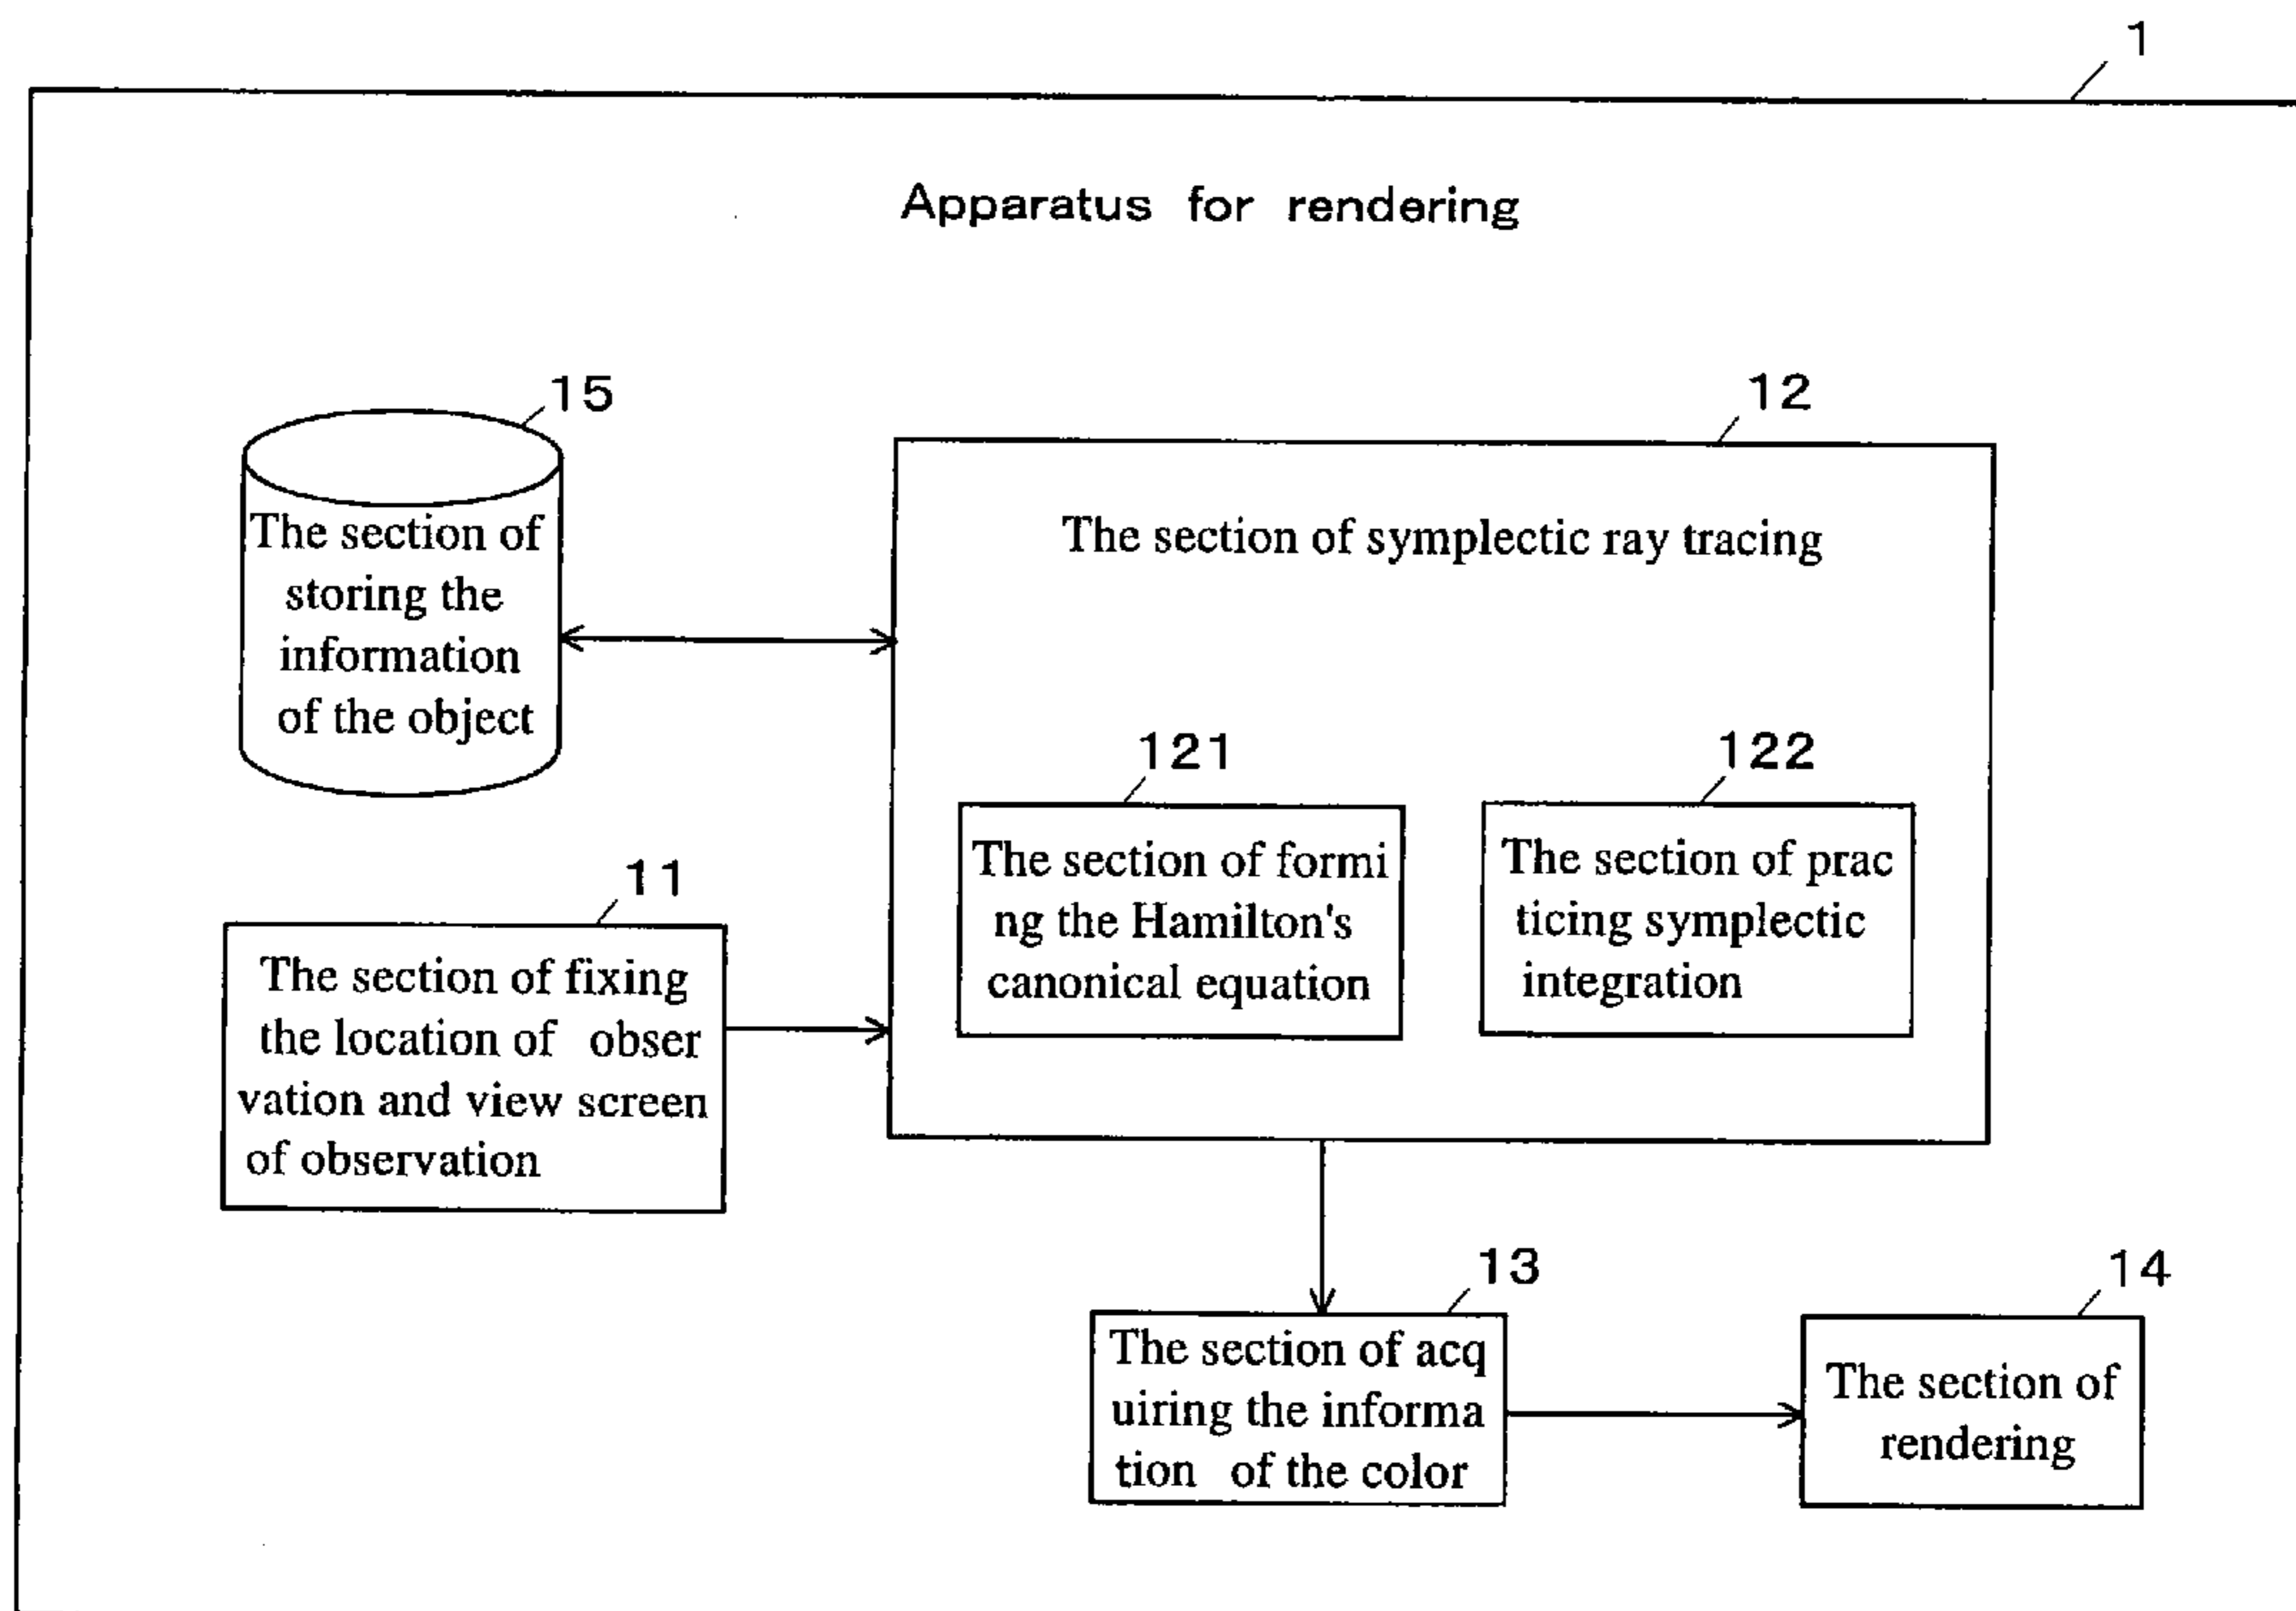 1
Apparatus for rendering
15
The section of
storing the
information
of the object
12
The section of symplectic ray tracing
121
The section of formi
ng the Hamilton's
canonical equation
122
The section of prac
ticing symplectic
integration
11
The section of fixing
the location of obser
vation and view screen
of observation
13
The section of acq
uiring the informa
tion of the color
14
The section of
rendering